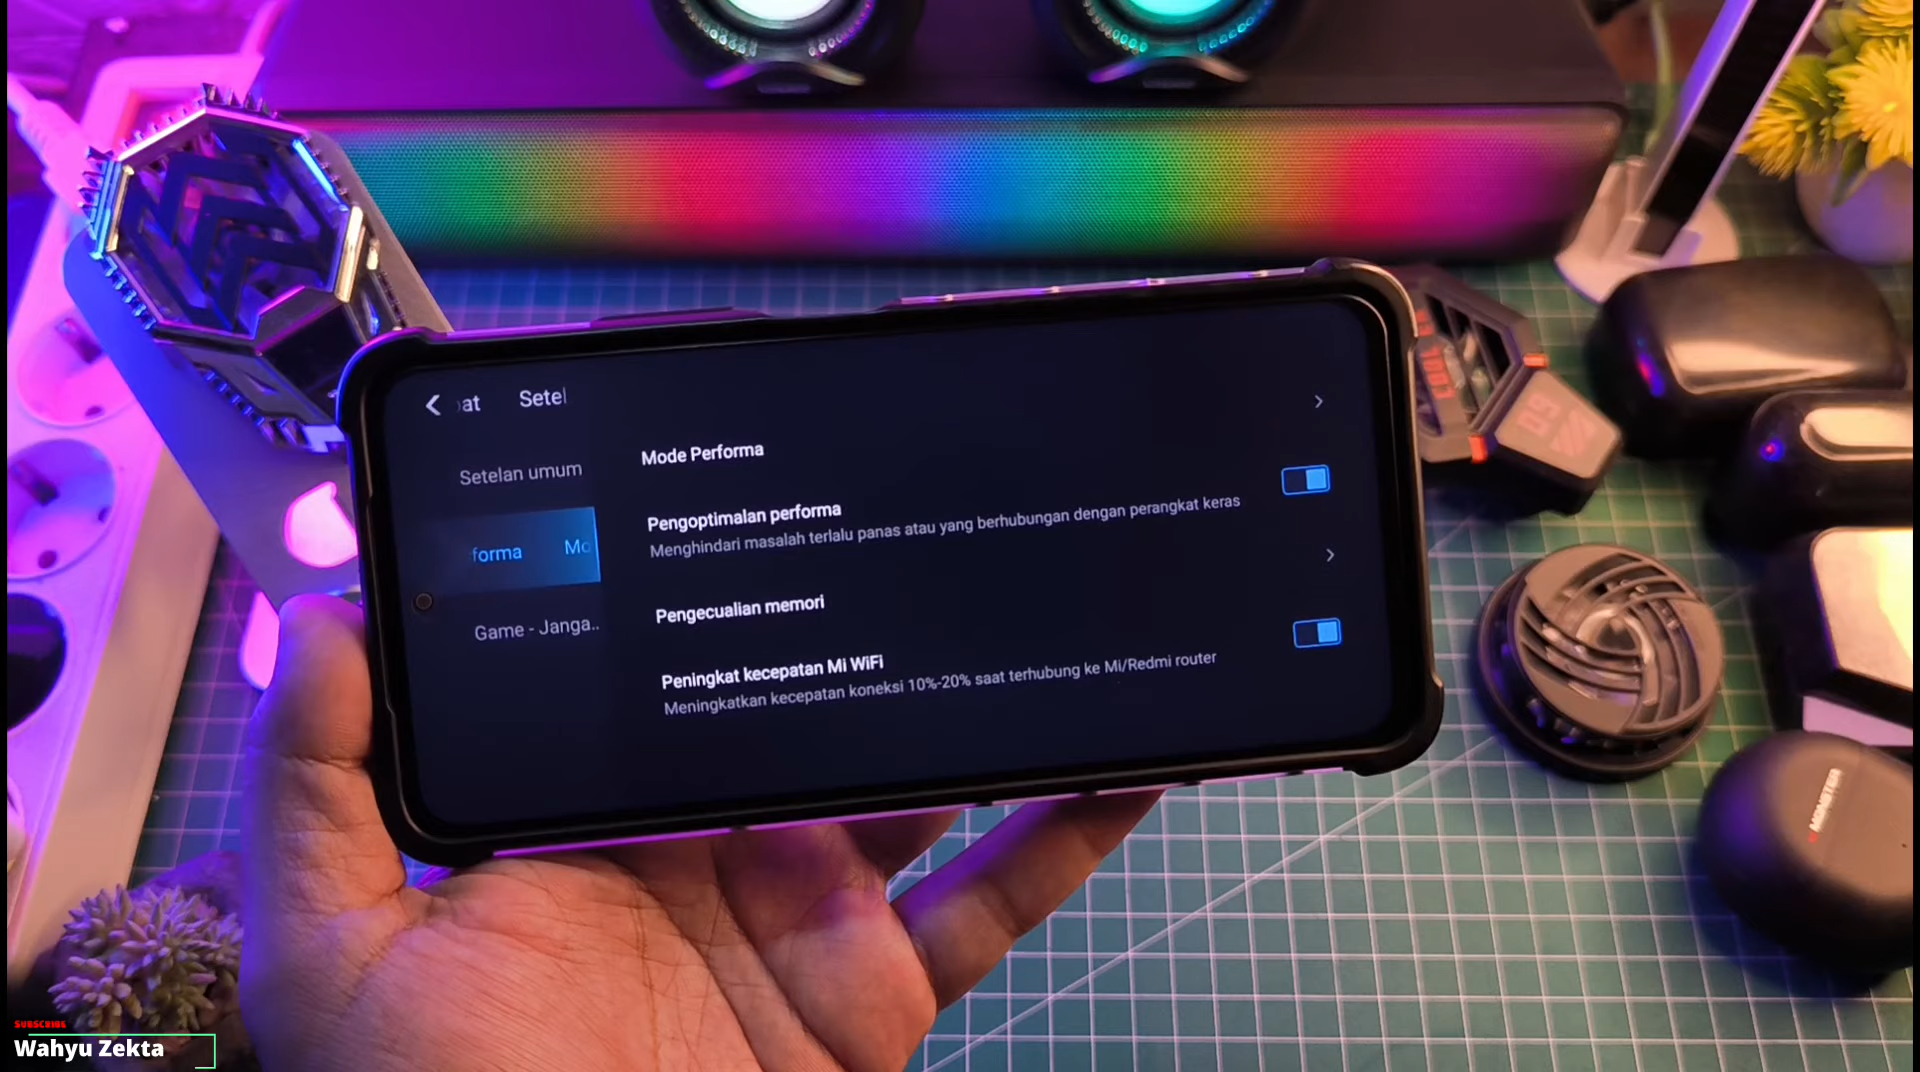 at Setel
Setelan umum
forma Mo
Game - Janga..
Mode Performa
Pengoptimalan performa
Menghindari masalah terlalu panas atau yang berhubungan dengan perangkat keras
Pengecualian memori
Peningkat kecepatan Mi WiFi
Meningkatkan kecepatan koneksi 10%-20% saat terhubung ke Mi/Redmi router
MONSTER
SUBSCRIBE
Wahyu Zekta